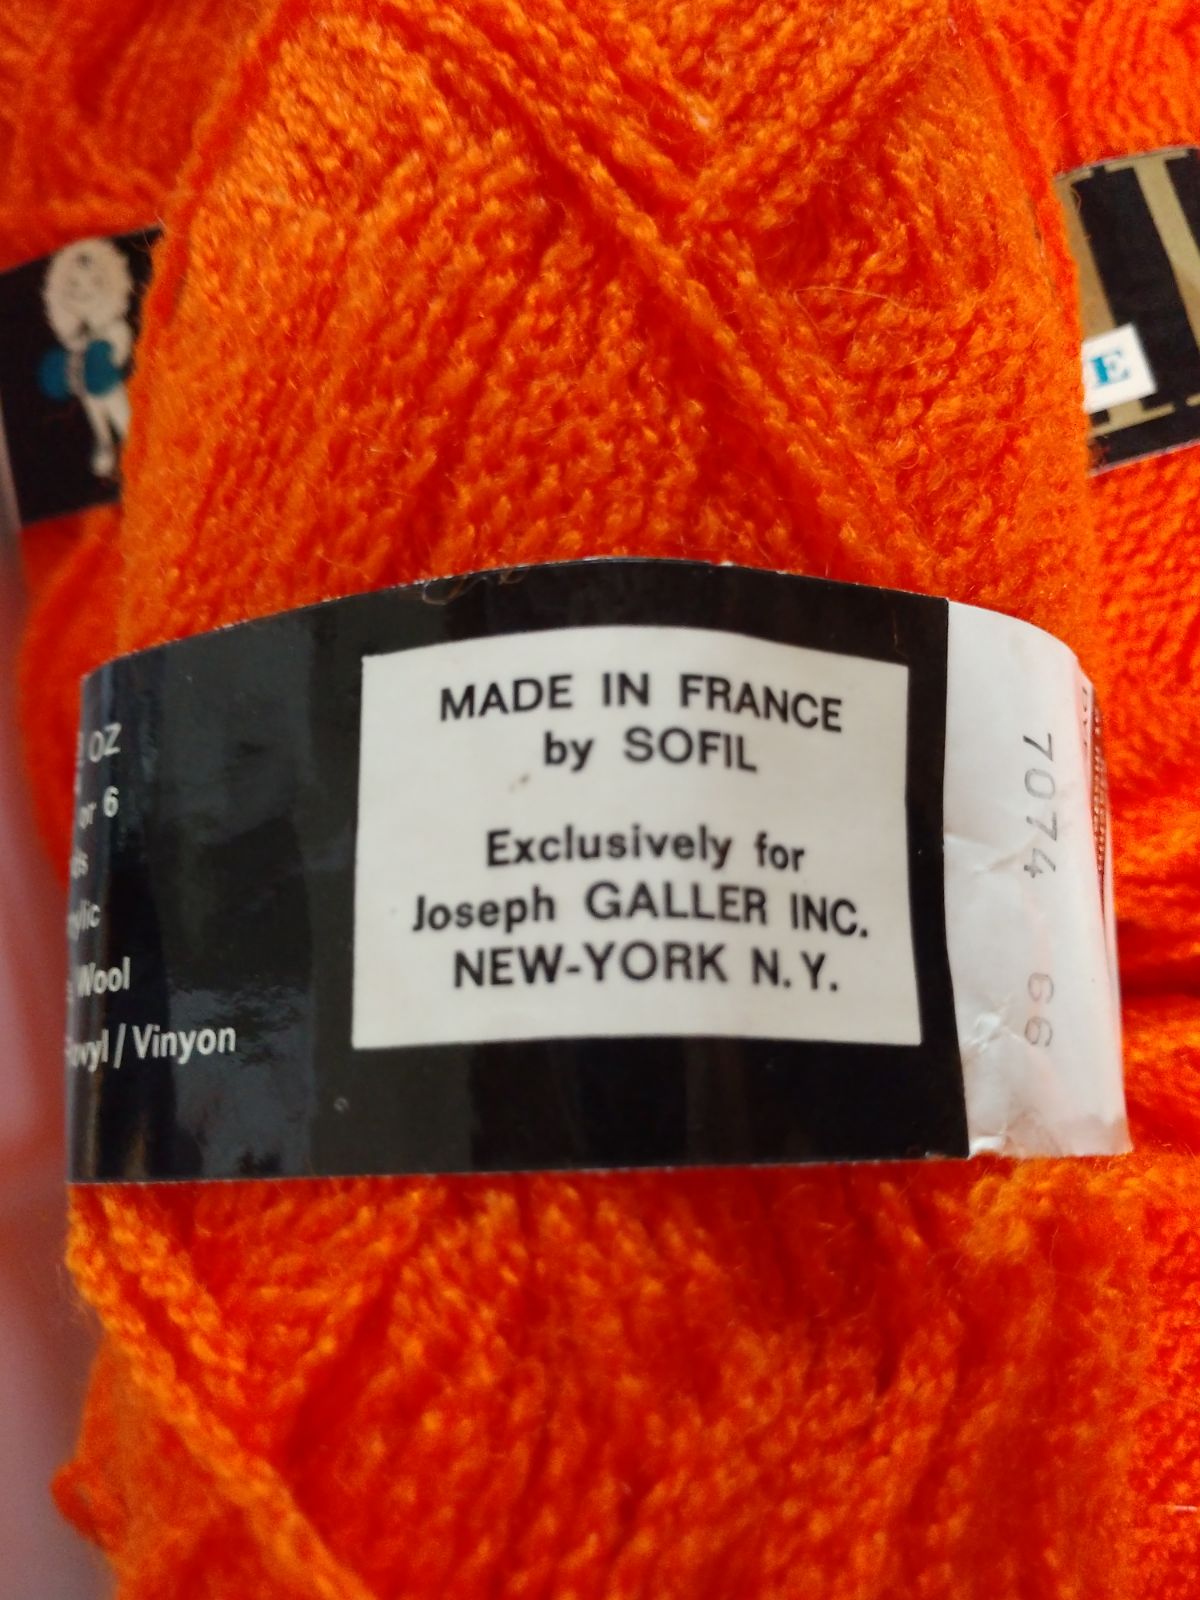 E
OZ
or 6
Wool
/ Vinyon
MADE IN FRANCE
by SOFIL
Exclusively for
Joseph GALLER INC.
NEW-YORK N.Y.
7074 66